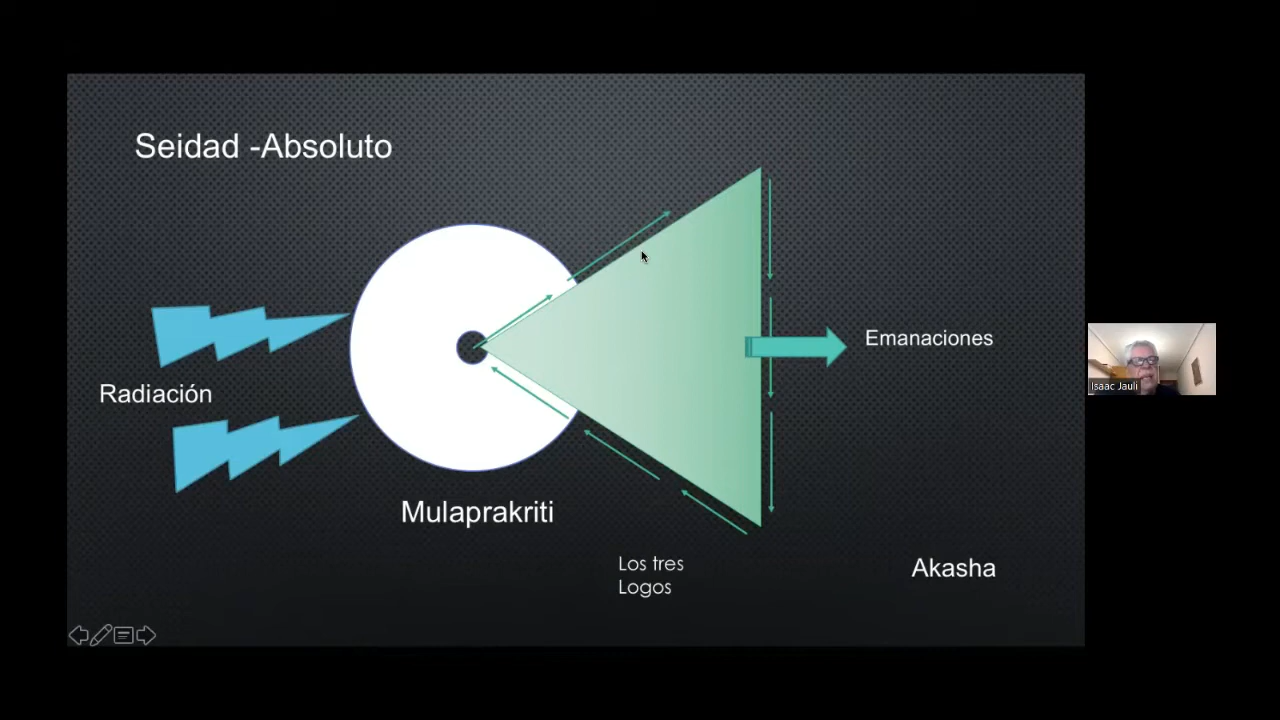 Seidad -Absoluto
Emanaciones
Radiación
Isaac Jauli
Mulaprakriti
Los tres
Logos
Akasha